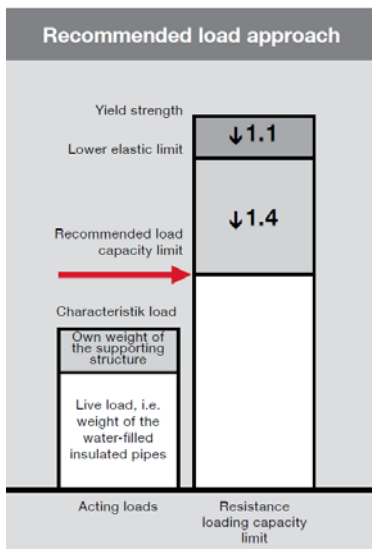 Recommended load approach
Yield strength
↓1.1
Lower elastic limit
↓1.4
Recommended load
capacity limit
Characteristik load
Own weight of
the supporting
structure
Live load, i.e.
weight of the
water-filled
insulated pipes
Acting loads
Resistance
loading capacity
limit